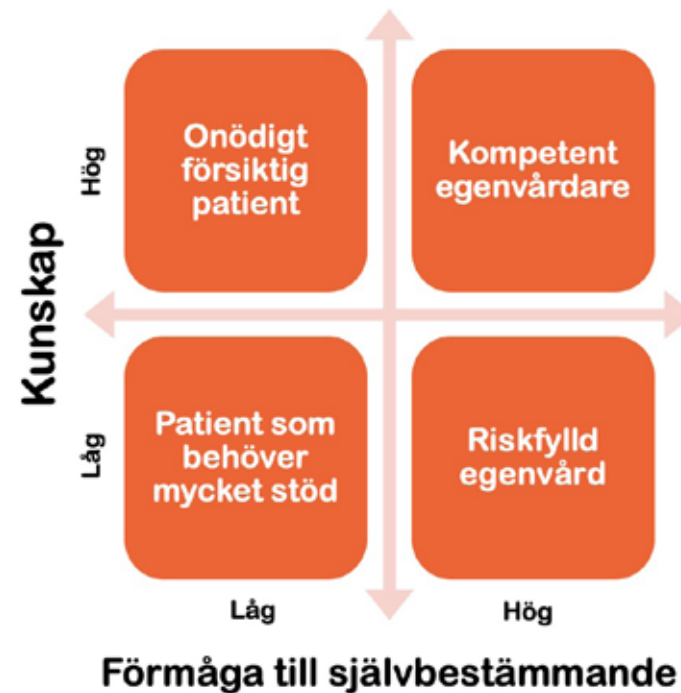 Onödigt
försiktig
patient
Kompetent
egenvårdare
Hög
Kunskap
Låg
Patient som
behöver
mycket stöd
Riskfylld
egenvård
Låg
Hög
Förmåga till självbestämmande